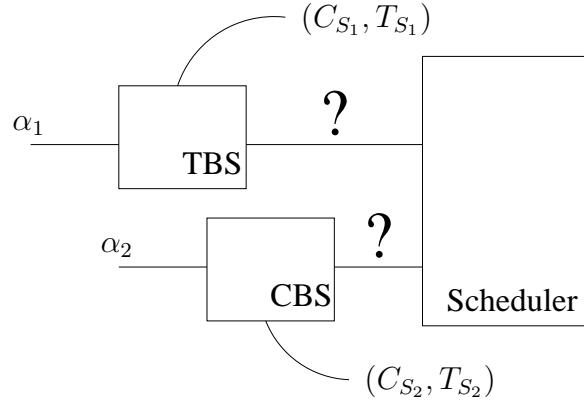 (C_{S_1}, T_{S_1})
α_1
?
TBS
α_2
?
CBS
Scheduler
(C_{S_2}, T_{S_2})